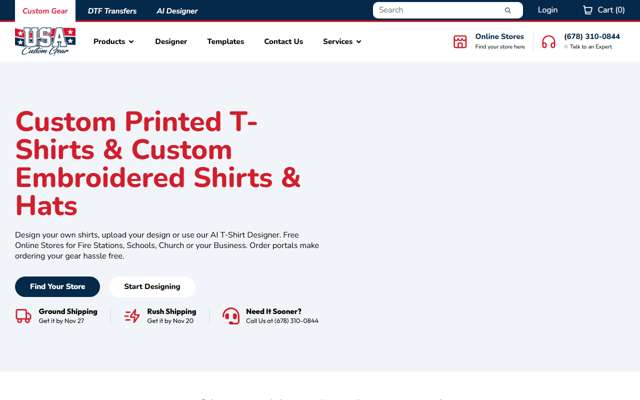 Custom Gear
DTF Transfers
AI Designer
Search
Login
Cart (0)
USA
Custom Gear
Products
Designer
Templates
Contact Us
Services
Online Stores
Find your store here
(678) 310-0844
Talk to an Expert
Custom Printed T-
Shirts & Custom
Embroidered Shirts &
Hats
Design your own shirts, upload your design or use our AI T-Shirt Designer. Free
Online Stores for Fire Stations, Schools, Church or your Business. Order portals make
ordering your gear hassle free.
Find Your Store
Start Designing
Ground Shipping
Get it by Nov 27
Rush Shipping
Get it by Nov 20
Need It Sooner?
Call Us at (678) 310-0844